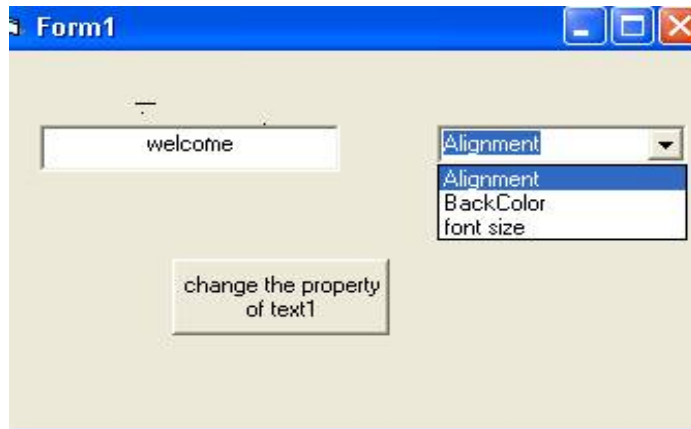 Form1
welcome
Alignment
Alignment
BackColor
font size
change the property
of text1